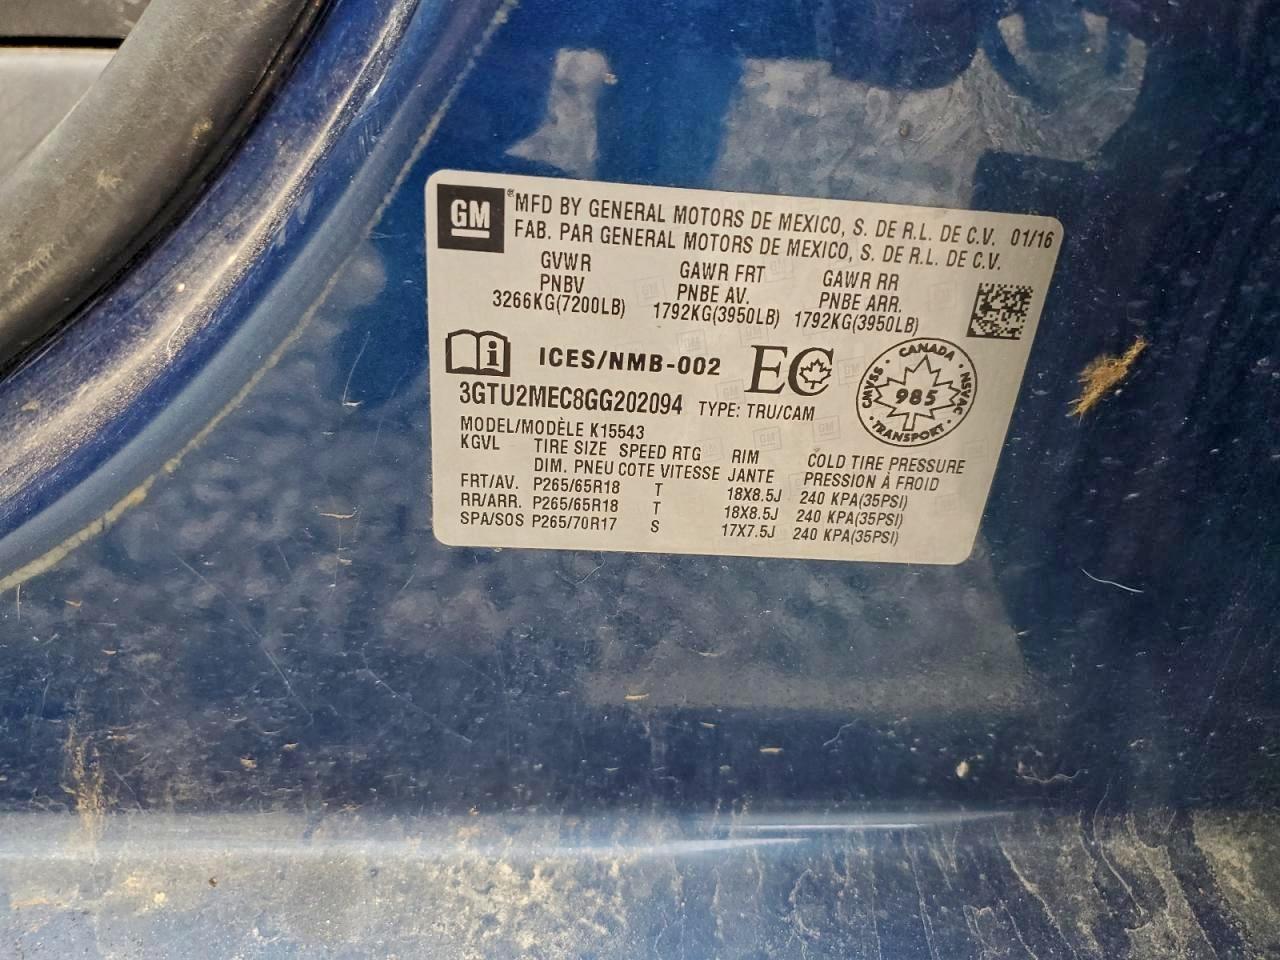 GM
® MFD BY GENERAL MOTORS DE MEXICO, S. DE R.L. DE C.V. 01/16
FAB. PAR GENERAL MOTORS DE MEXICO, S. DE R.L. DE C.V.
GVWR GAWR FRT GAWR RR
PNBV PNBE AV. PNBE ARR.
3266KG(7200LB) 1792KG(3950LB) 1792KG(3950LB)
i ICES/NMB-002 EC
CANADA
CMVSS 985 NSVAC
TRANSPORT
3GTU2MEC8GG202094 TYPE: TRU/CAM
MODEL/MODÈLE K15543
KGVL TIRE SIZE SPEED RTG RIM COLD TIRE PRESSURE
DIM. PNEU COTE VITESSE JANTE PRESSION À FROID
FRT/AV. P265/65R18 T 18X8.5J 240 KPA(35PSI)
RR/ARR. P265/65R18 T 18X8.5J 240 KPA(35PSI)
SPA/SOS P265/70R17 S 17X7.5J 240 KPA(35PSI)